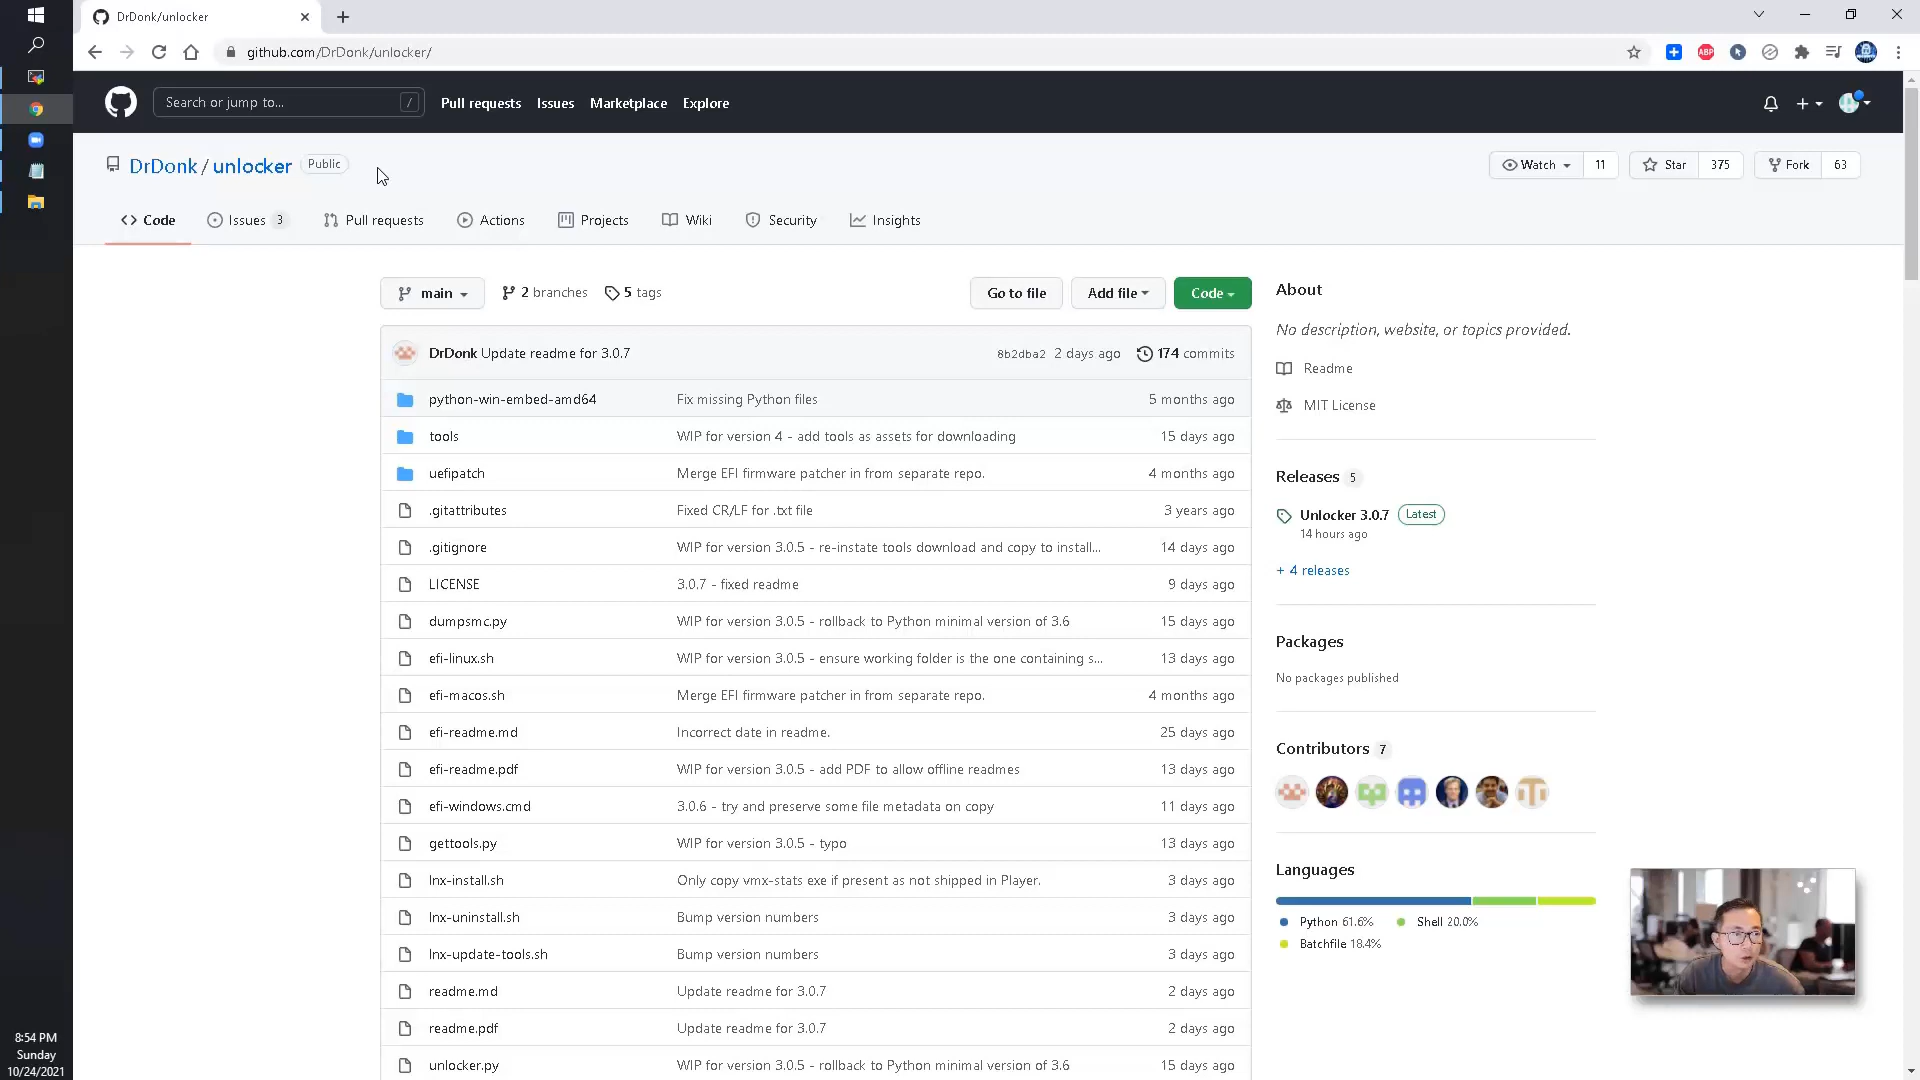 DrDonk/unlocker
github.com/DrDonk/unlocker/
ABP
Search or jump to...
/
Pull requests
Issues
Marketplace
Explore
DrDonk / unlocker
Public
Watch
11
Star
375
Fork
63
Code
Issues 3
Pull requests
Actions
Projects
Wiki
Security
Insights
main
2 branches
5 tags
Go to file
Add file
Code
DrDonk Update readme for 3.0.7
8b2dba2 2 days ago
174 commits
python-win-embed-amd64 Fix missing Python files 5 months ago
tools WIP for version 4 - add tools as assets for downloading 15 days ago
uefipatch Merge EFI firmware patcher in from separate repo. 4 months ago
.gitattributes Fixed CR/LF for .txt file 3 years ago
.gitignore WIP for version 3.0.5 - re-instate tools download and copy to install... 14 days ago
LICENSE 3.0.7 - fixed readme 9 days ago
dumpsmc.py WIP for version 3.0.5 - rollback to Python minimal version of 3.6 15 days ago
efi-linux.sh WIP for version 3.0.5 - ensure working folder is the one containing s... 13 days ago
efi-macos.sh Merge EFI firmware patcher in from separate repo. 4 months ago
efi-readme.md Incorrect date in readme. 25 days ago
efi-readme.pdf WIP for version 3.0.5 - add PDF to allow offline readmes 13 days ago
efi-windows.cmd 3.0.6 - try and preserve some file metadata on copy 11 days ago
gettools.py WIP for version 3.0.5 - typo 13 days ago
lnx-install.sh Only copy vmx-stats exe if present as not shipped in Player. 3 days ago
lnx-uninstall.sh Bump version numbers 3 days ago
lnx-update-tools.sh Bump version numbers 3 days ago
readme.md Update readme for 3.0.7 2 days ago
readme.pdf Update readme for 3.0.7 2 days ago
unlocker.py WIP for version 3.0.5 - rollback to Python minimal version of 3.6 15 days ago
About
No description, website, or topics provided.
Readme
MIT License
Releases 5
Unlocker 3.0.7 Latest
14 hours ago
+ 4 releases
Packages
No packages published
Contributors 7
Languages
Python 61.6% Shell 20.0%
Batchfile 18.4%
8:54 PM
Sunday
10/24/2021